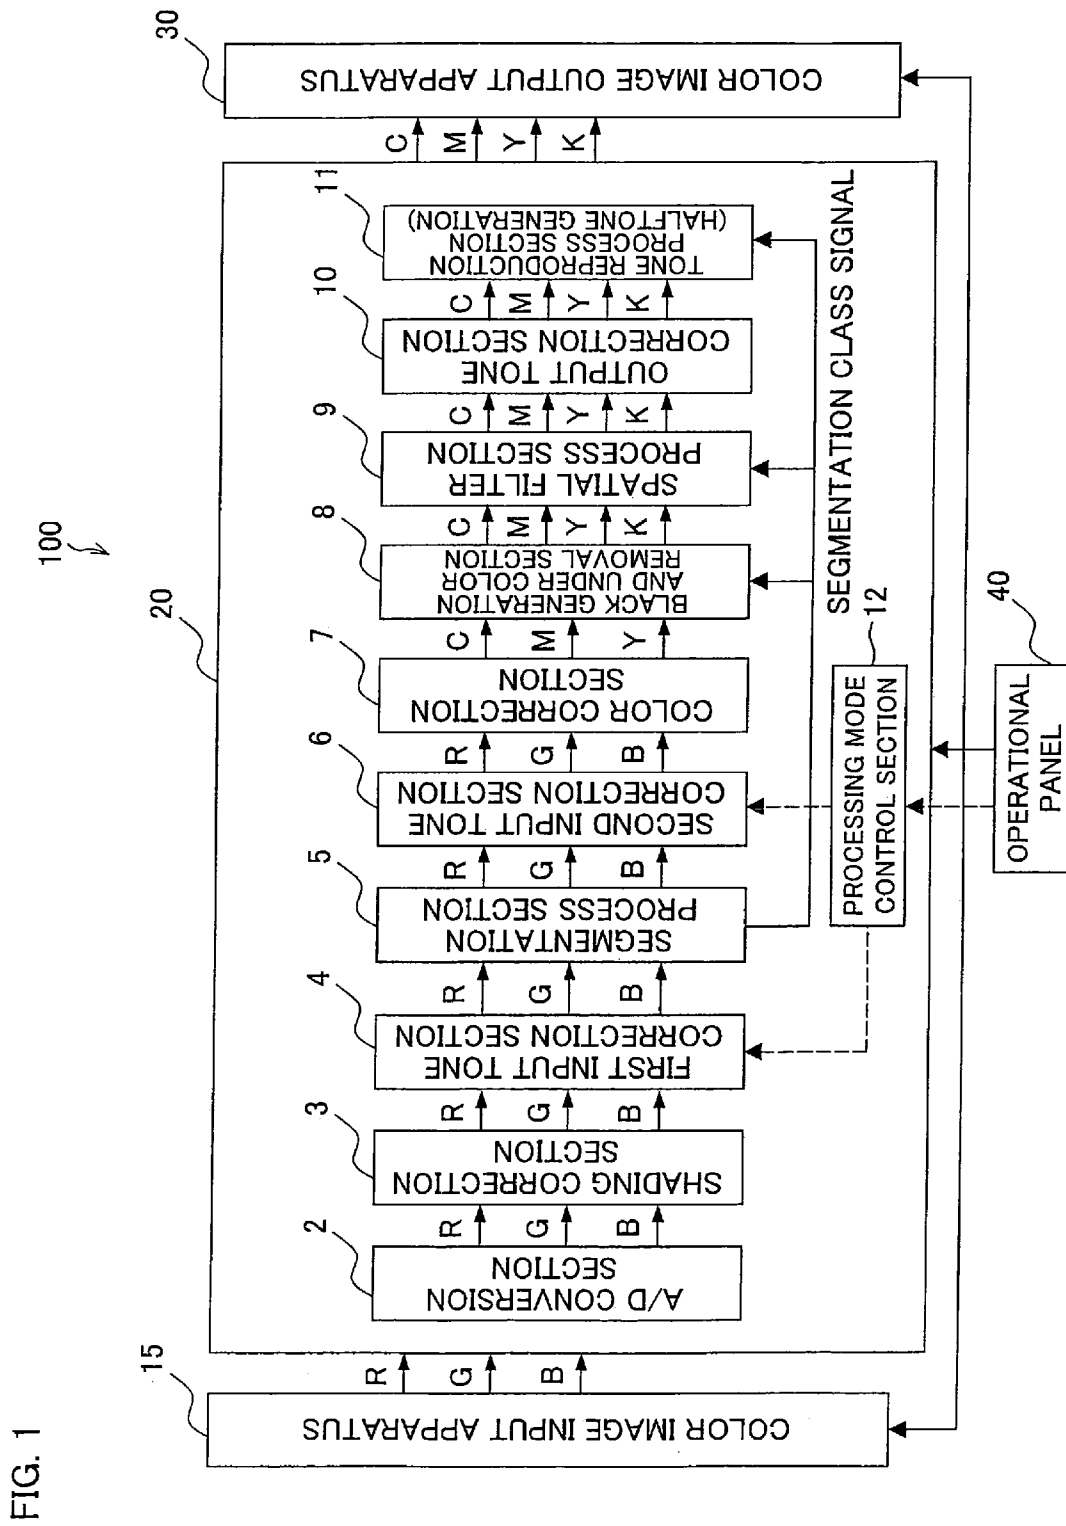 FIG. 1
100
15
COLOR IMAGE INPUT APPARATUS
R
G
B
20
2
A/D CONVERSION
SECTION
R
G
B
3
SHADING CORRECTION
SECTION
R
G
B
4
FIRST INPUT TONE
CORRECTION SECTION
R
G
B
5
SEGMENTATION
PROCESS SECTION
R
G
B
6
SECOND INPUT TONE
CORRECTION SECTION
R
G
B
7
COLOR CORRECTION
SECTION
C
M
Y
8
BLACK GENERATION
AND UNDER COLOR
REMOVAL SECTION
C
M
Y
K
9
SPATIAL FILTER
PROCESS SECTION
C
M
Y
K
10
OUTPUT TONE
CORRECTION SECTION
C
M
Y
K
11
TONE REPRODUCTION
PROCESS SECTION
(HALFTONE GENERATION)
C
M
Y
K
30
COLOR IMAGE OUTPUT APPARATUS
SEGMENTATION CLASS SIGNAL
12
PROCESSING MODE
CONTROL SECTION
40
OPERATIONAL
PANEL